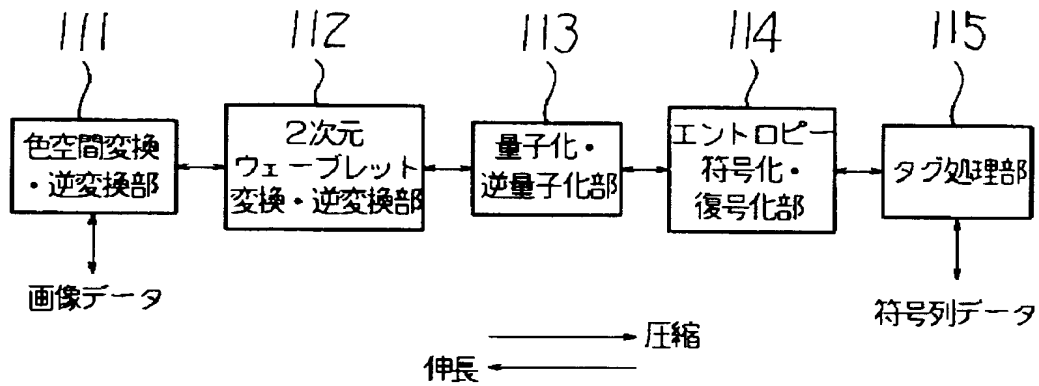 111
112
113
114
115
色空間変換
・逆変換部
2次元
ウェーブレット
変換・逆変換部
量子化・
逆量子化部
エントロピー
符号化・
復号化部
タグ処理部
画像データ
符号列データ
圧縮
伸長